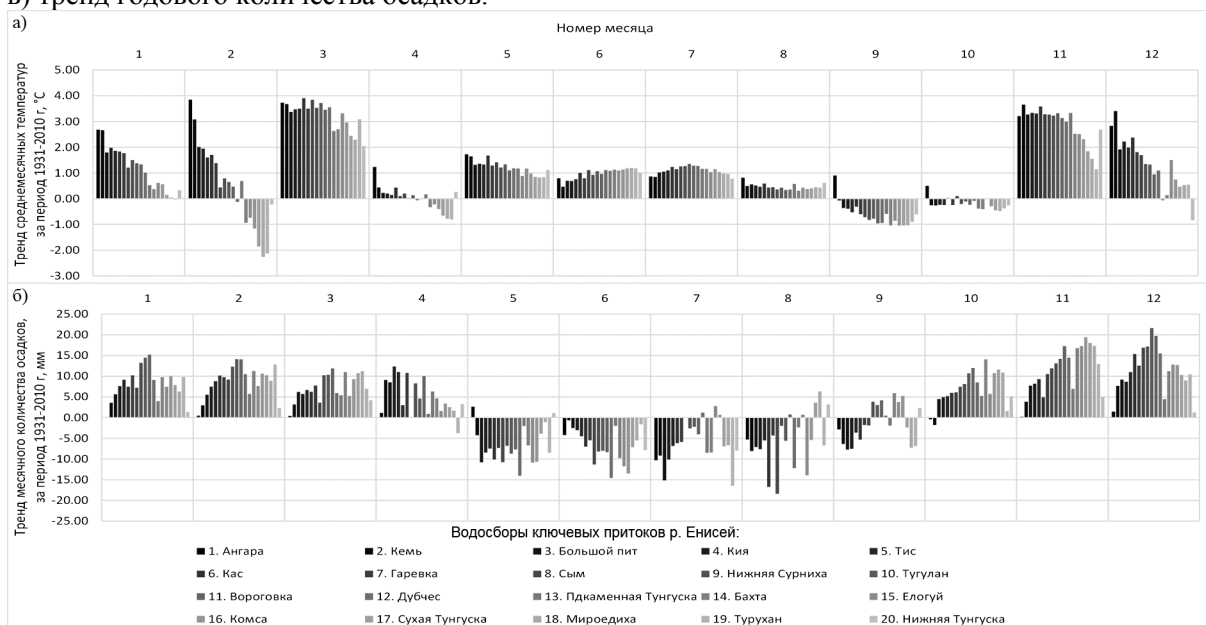 в) тренд годового количества осадков.
а)
Номер месяца
1 2 3 4 5 6 7 8 9 10 11 12
Тренд среднемесячных температур
за период 1931-2010 г, °С
5.00
4.00
3.00
2.00
1.00
0.00
-1.00
-2.00
-3.00
б)
1 2 3 4 5 6 7 8 9 10 11 12
Тренд месячного количества осадков,
за период 1931-2010 г, мм
25.00
20.00
15.00
10.00
5.00
0.00
-5.00
-10.00
-15.00
-20.00
-25.00
Водосборы ключевых притоков р. Енисей:
1. Ангара 2. Кемь 3. Большой пит 4. Кия 5. Тис
6. Кас 7. Гаревка 8. Сым 9. Нижняя Сурниха 10. Тугулан
11. Вороговка 12. Дубчес 13. Пдкаменная Тунгуска 14. Бахта 15. Елогуй
16. Комса 17. Сухая Тунгуска 18. Мироедиха 19. Турухан 20. Нижняя Тунгуска